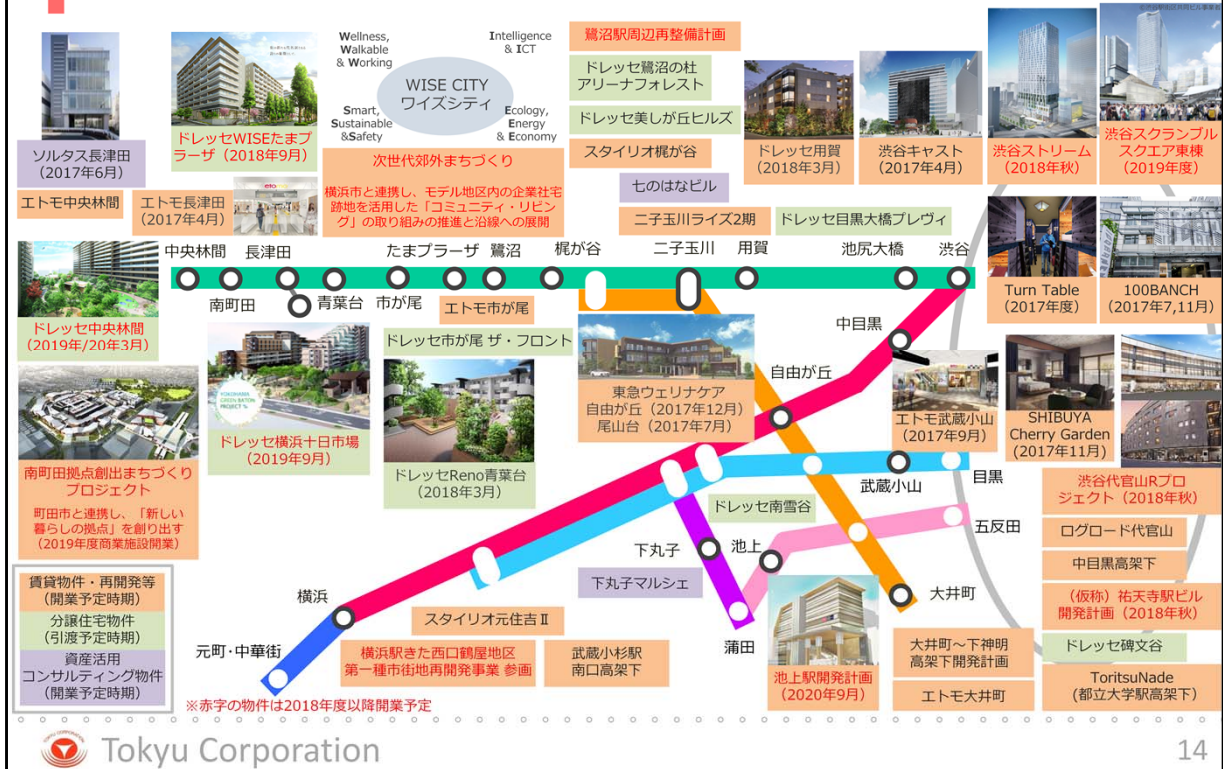 ©渋谷駅街区共同ビル事業者
Wellness,
Walkable
& Working
Intelligence
& ICT
WISE CITY
ワイズシティ
Smart,
Sustainable
&Safety
Ecology,
Energy
& Economy
ソルタス長津田
(2017年6月)
ドレッセWISEたまプ
ラーザ(2018年9月)
次世代郊外まちづくり
横浜市と連携し、モデル地区内の企業社宅
跡地を活用した「コミュニティ・リビン
グ」の取り組みの推進と沿線への展開
鷺沼駅周辺再整備計画
ドレッセ鷺沼の杜
アリーナフォレスト
ドレッセ美しが丘ヒルズ
スタイリオ梶が谷
七のはなビル
二子玉川ライズ2期
ドレッセ用賀
(2018年3月)
渋谷キャスト
(2017年4月)
渋谷ストリーム
(2018年秋)
渋谷スクランブル
スクエア東棟
(2019年度)
エトモ中央林間
エトモ長津田
(2017年4月)
etomo
ドレッセ目黒大橋プレヴィ
中央林間
長津田
たまプラーザ
鷺沼
梶が谷
二子玉川
用賀
池尻大橋
渋谷
南町田
青葉台
市が尾
エトモ市が尾
Turn Table
(2017年度)
100BANCH
(2017年7,11月)
ドレッセ中央林間
(2019年/20年3月)
ドレッセ市が尾 ザ・フロント
中目黒
自由が丘
YOKOHAMA
GREEN BATON
PROJECT
ドレッセ横浜十日市場
(2019年9月)
ドレッセReno青葉台
(2018年3月)
東急ウェリナケア
自由が丘(2017年12月)
尾山台(2017年7月)
エトモ武蔵小山
(2017年9月)
SHIBUYA
Cherry Garden
(2017年11月)
南町田拠点創出まちづくり
プロジェクト
町田市と連携し、「新しい
暮らしの拠点」を創り出す
(2019年度商業施設開業)
武蔵小山
目黒
渋谷代官山Rプロ
ジェクト(2018年秋)
ドレッセ南雪谷
五反田
ログロード代官山
下丸子
池上
中目黒高架下
下丸子マルシェ
大井町
(仮称)祐天寺駅ビル
開発計画(2018年秋)
賃貸物件・再開発等
(開業予定時期)
分譲住宅物件
(引渡予定時期)
資産活用
コンサルティング物件
(開業予定時期)
横浜
元町・中華街
スタイリオ元住吉Ⅱ
蒲田
ドレッセ碑文谷
横浜駅きた西口鶴屋地区
第一種市街地再開発事業 参画
武蔵小杉駅
南口高架下
池上駅開発計画
(2020年9月)
大井町~下神明
高架下開発計画
エトモ大井町
ToritsuNade
(都立大学駅高架下)
※赤字の物件は2018年度以降開業予定
Tokyu Corporation
14